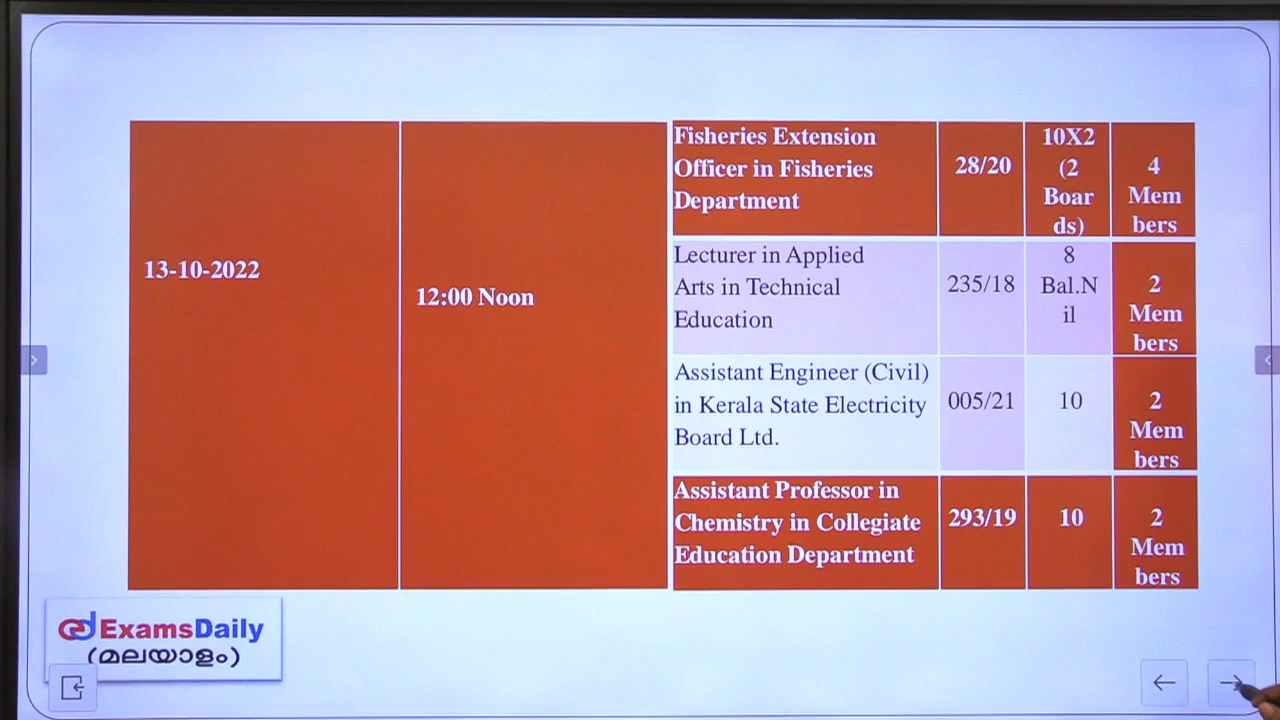 13-10-2022
12:00 Noon
Fisheries Extension
Officer in Fisheries
Department
28/20
10X2
(2
Boar
ds)
4
Mem
bers
Lecturer in Applied
Arts in Technical
Education
235/18
8
Bal.N
il
2
Mem
bers
Assistant Engineer (Civil)
in Kerala State Electricity
Board Ltd.
005/21
10
2
Mem
bers
Assistant Professor in
Chemistry in Collegiate
Education Department
293/19
10
2
Mem
bers
ExamsDaily
(മലയാളം)